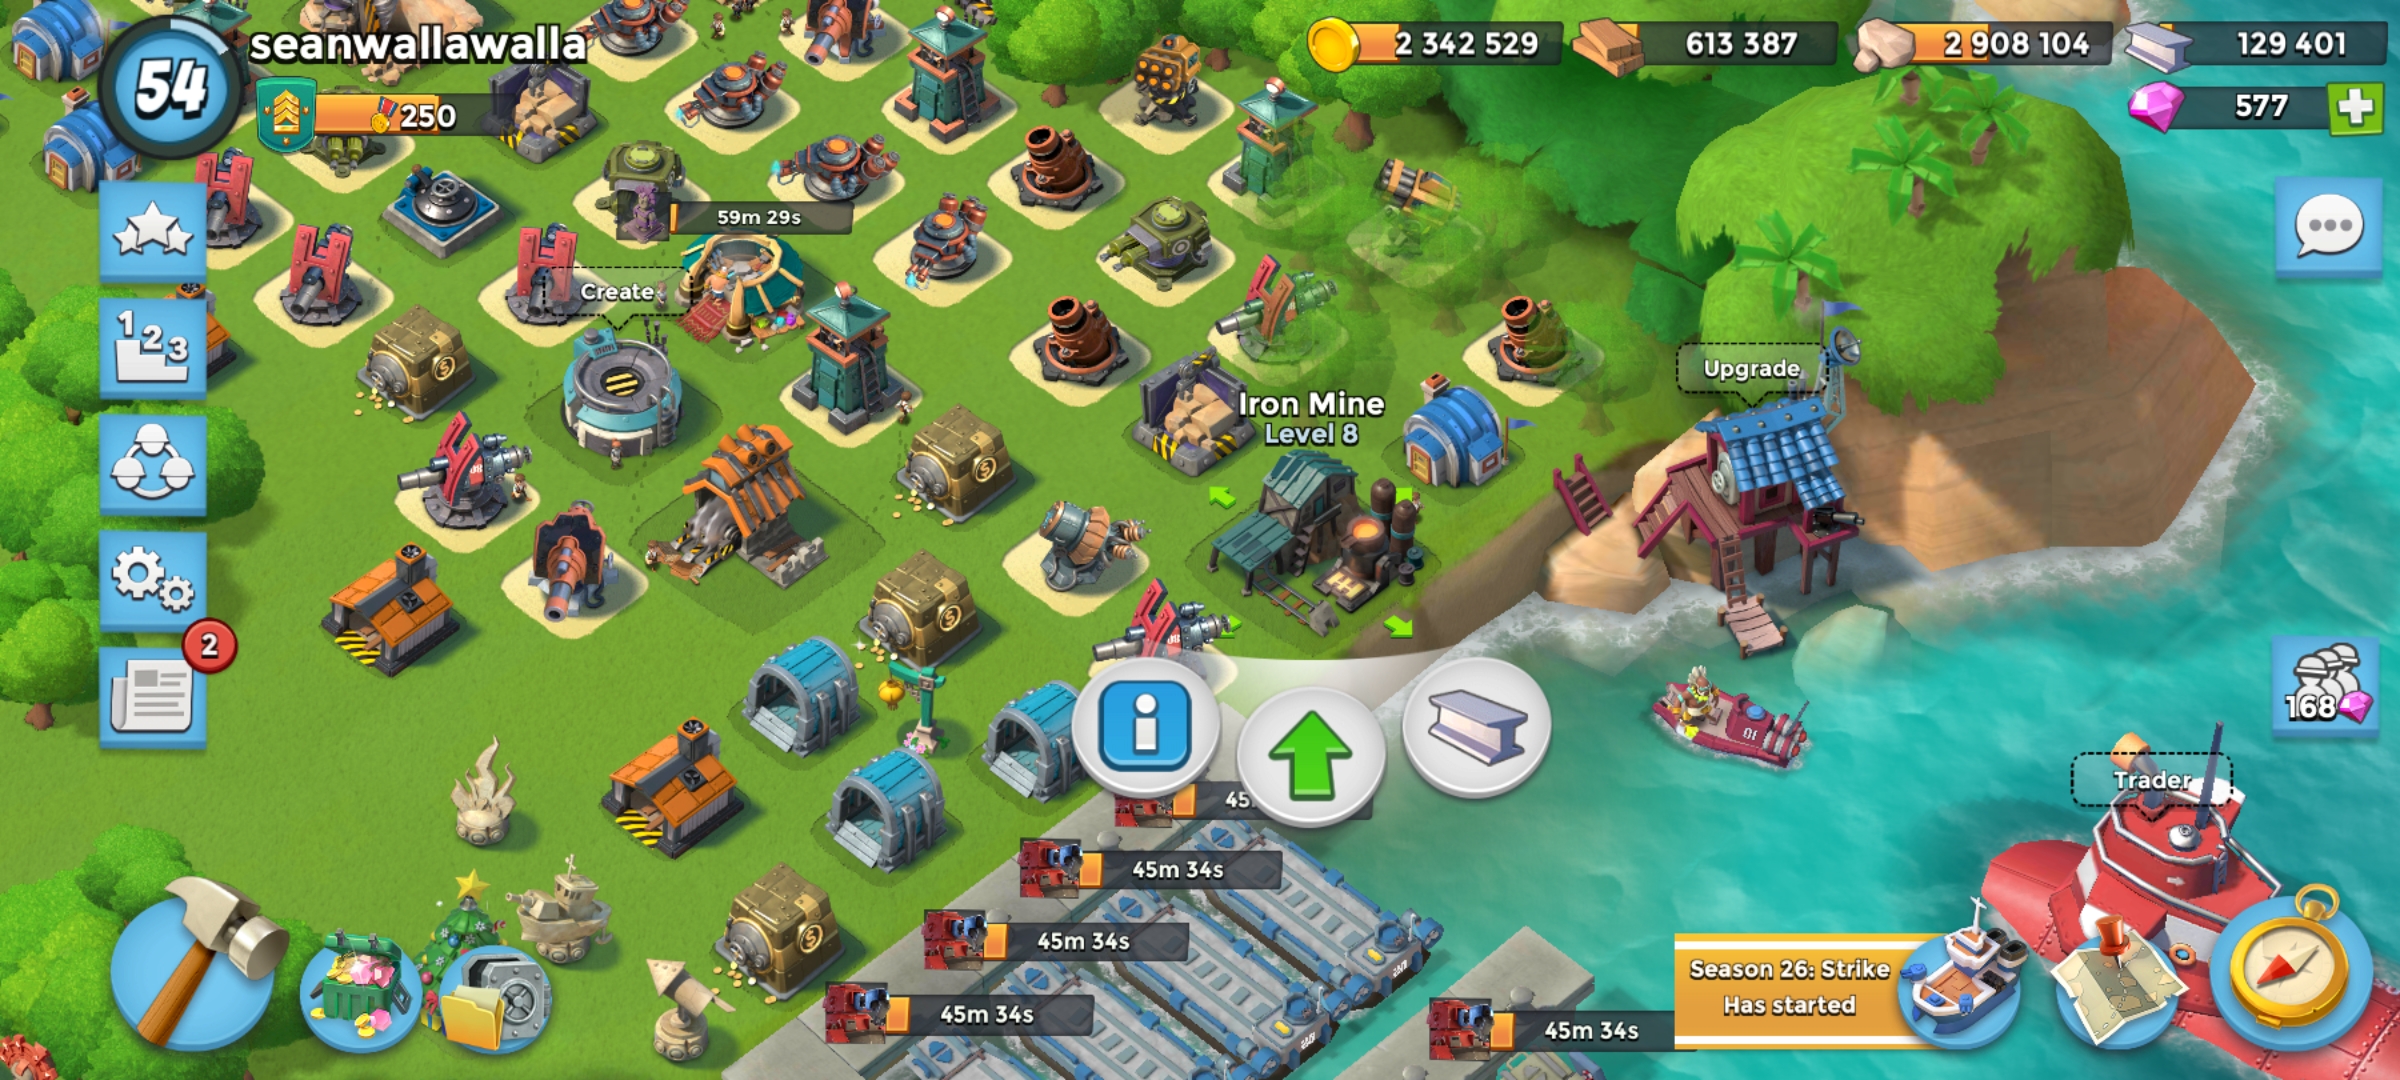 54
seanwallawalla
250
2 342 529
613 387
2 908 104
129 401
577
59m 29s
1 2 3
Create
Upgrade
Iron Mine
Level 8
2
168
Trader
01
45
45m 34s
45m 34s
45m 34s
45m 34s
Season 26: Strike
Has started